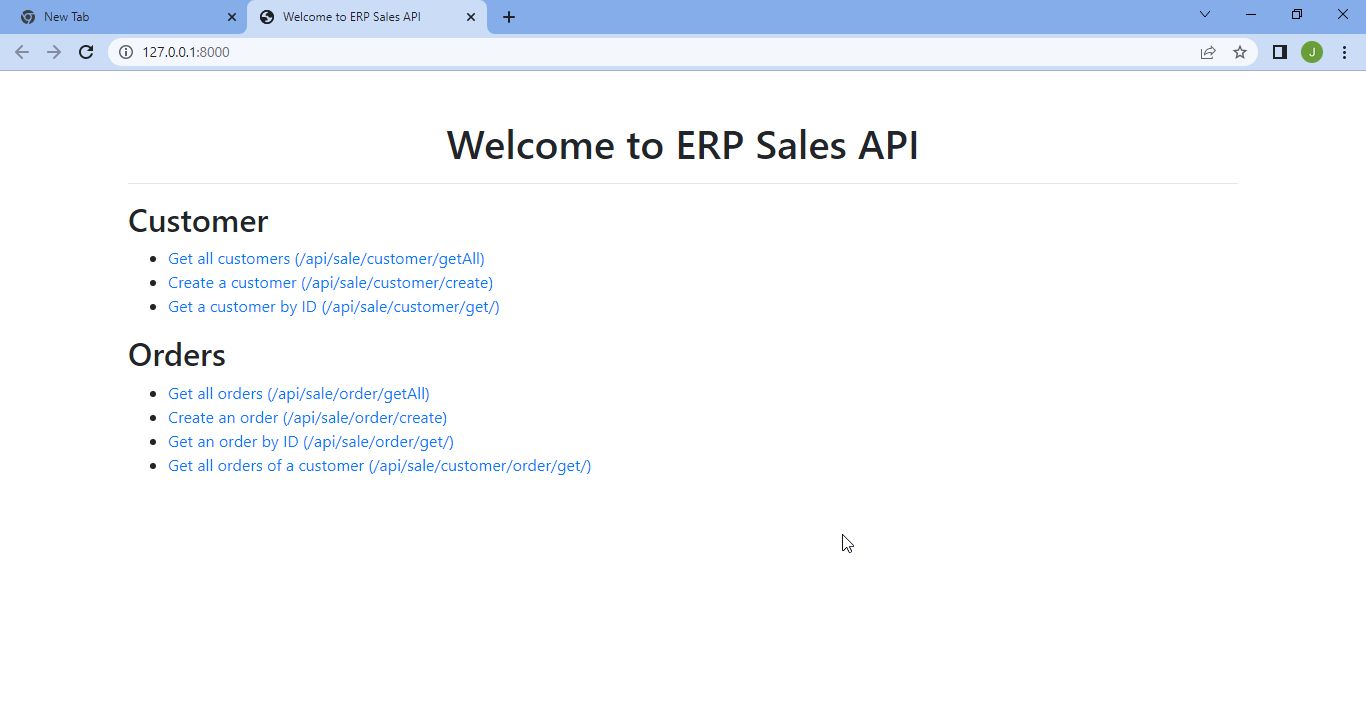 New Tab
Welcome to ERP Sales API
127.0.0.1:8000
J
Welcome to ERP Sales API
Customer
Get all customers (/api/sale/customer/getAll)
Create a customer (/api/sale/customer/create)
Get a customer by ID (/api/sale/customer/get/)
Orders
Get all orders (/api/sale/order/getAll)
Create an order (/api/sale/order/create)
Get an order by ID (/api/sale/order/get/)
Get all orders of a customer (/api/sale/customer/order/get/)